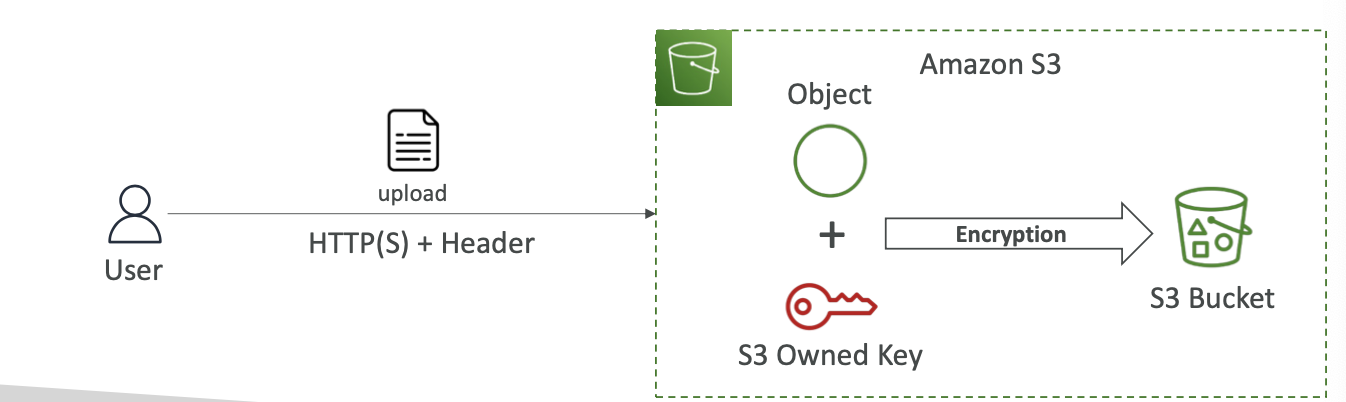 Amazon S3
Object
upload
HTTP(S) + Header
User
+
Encryption
S3 Bucket
S3 Owned Key